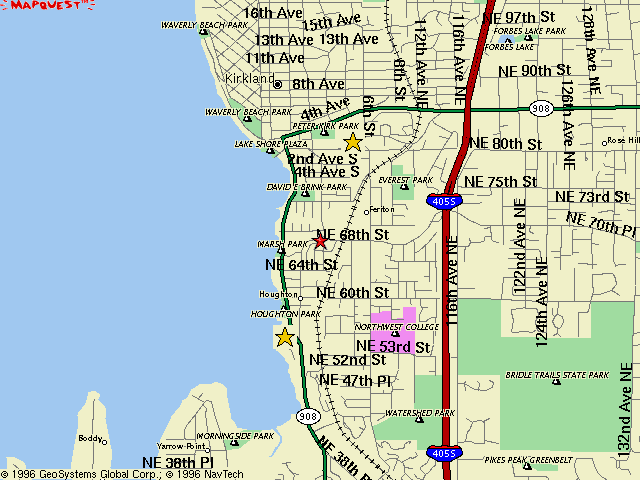 MAPQUEST™
16th Ave
NE 97th St
WAVERLY BEACH PARK
15th Ave
13th Ave 13th Ave
FORBES LAKE PARK
FORBES LAKE
11th Ave
Kirkland
8th Ave
NE 90th St
112th Ave NE
116th Ave NE
128th Ave NE
126th Ave NE
8th St
6th St
4th Ave
908
WAVERLY BEACH PARK
PETER KIRK PARK
LAKE SHORE PLAZA
NE 80th St
Rose Hill
2nd Ave S
4th Ave S
DAVID E BRINK PARK
EVEREST PARK
NE 75th St
NE 73rd St
405S
Feriton
NE 70th Pl
NE 68th St
MARSH PARK
NE 64th St
116th Ave NE
122nd Ave NE
124th Ave NE
Houghton
NE 60th St
HOUGHTON PARK
NORTHWEST COLLEGE
NE 53rd St
NE 52nd St
NE 47th Pl
BRIDLE TRAILS STATE PARK
132nd Ave NE
908
WATERSHED PARK
Boddy
Yarrow Point
MORNINGSIDE PARK
NE 38th Pl
NE 38th Pl
405S
PIKES PEAK GREENBELT
© 1996 GeoSystems Global Corp.; © 1996 NavTech